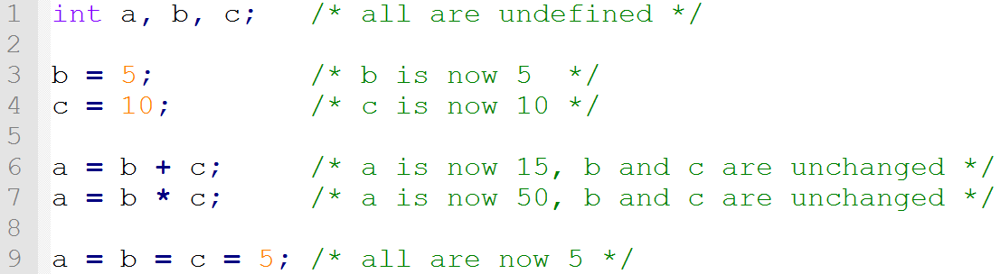 1 int a, b, c;   /* all are undefined */
2
3 b = 5;         /* b is now 5  */
4 c = 10;        /* c is now 10 */
5
6 a = b + c;     /* a is now 15, b and c are unchanged */
7 a = b * c;     /* a is now 50, b and c are unchanged */
8
9 a = b = c = 5; /* all are now 5 */